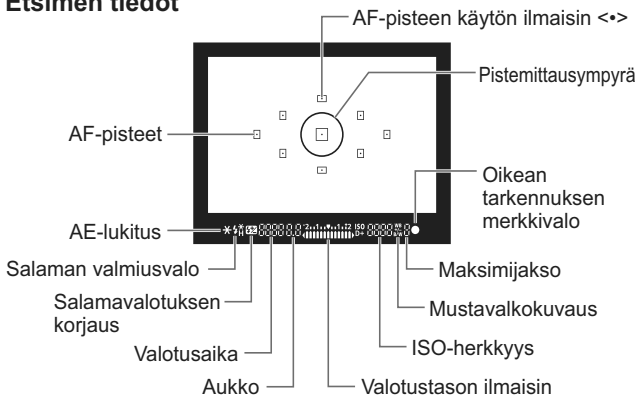 Etsimen tiedot
AF-pisteen käytön ilmaisin <•>
Pistemittausympyrä
AF-pisteet
Oikean
tarkennuksen
merkkivalo
AE-lukitus
Salaman valmiusvalo
Maksimijakso
Salamavalotuksen
korjaus
Mustavalkokuvaus
Valotusaika
ISO-herkkyys
Aukko
Valotustason ilmaisin